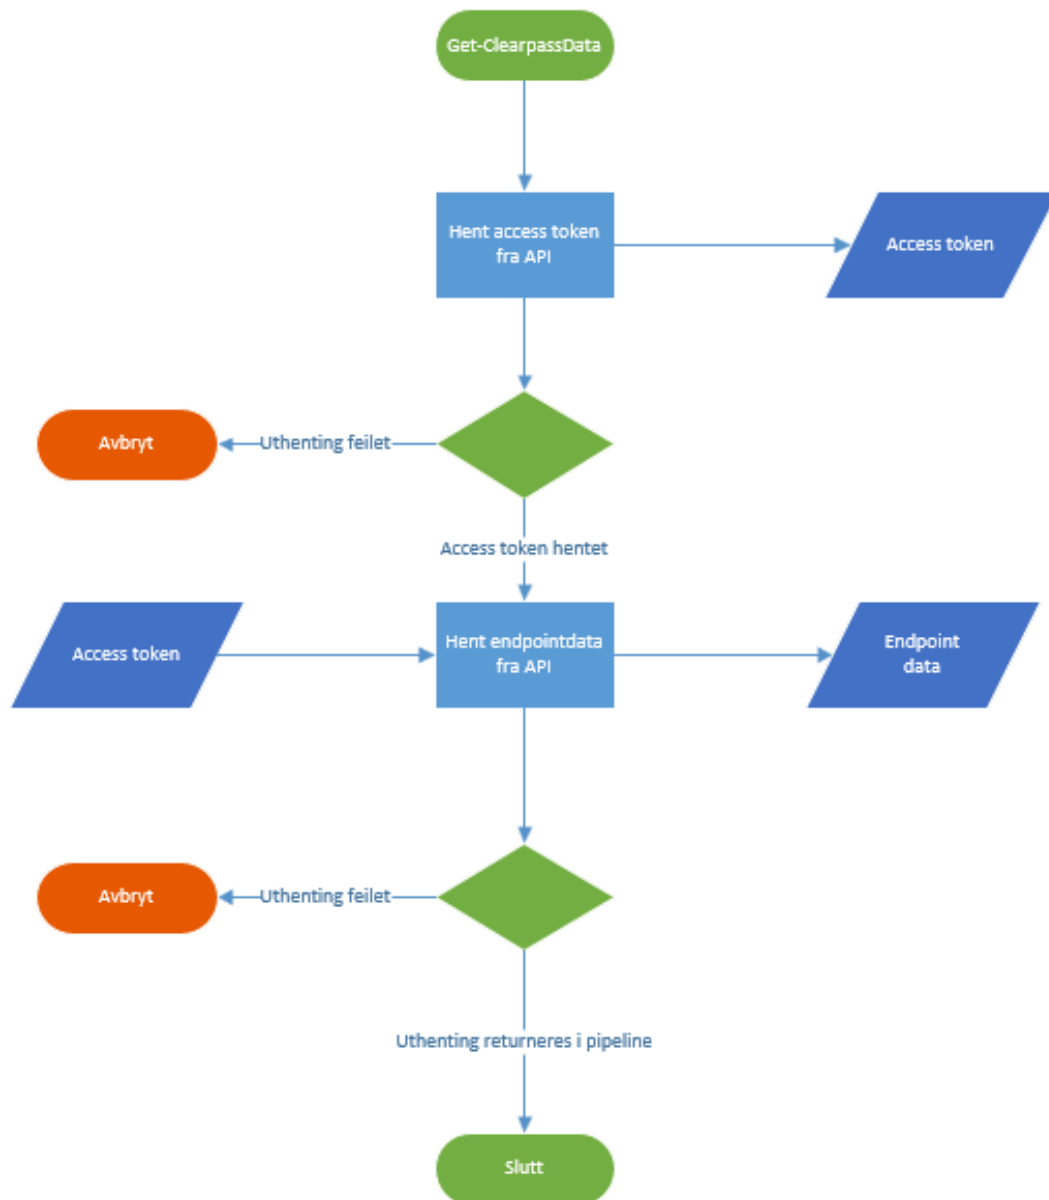 Get-ClearpassData
Hent access token
fra API
Access token
Avbryt
Uthenting feilet
Access token hentet
Access token
Hent endpointdata
fra API
Endpoint
data
Avbryt
Uthenting feilet
Uthenting returneres i pipeline
Slutt